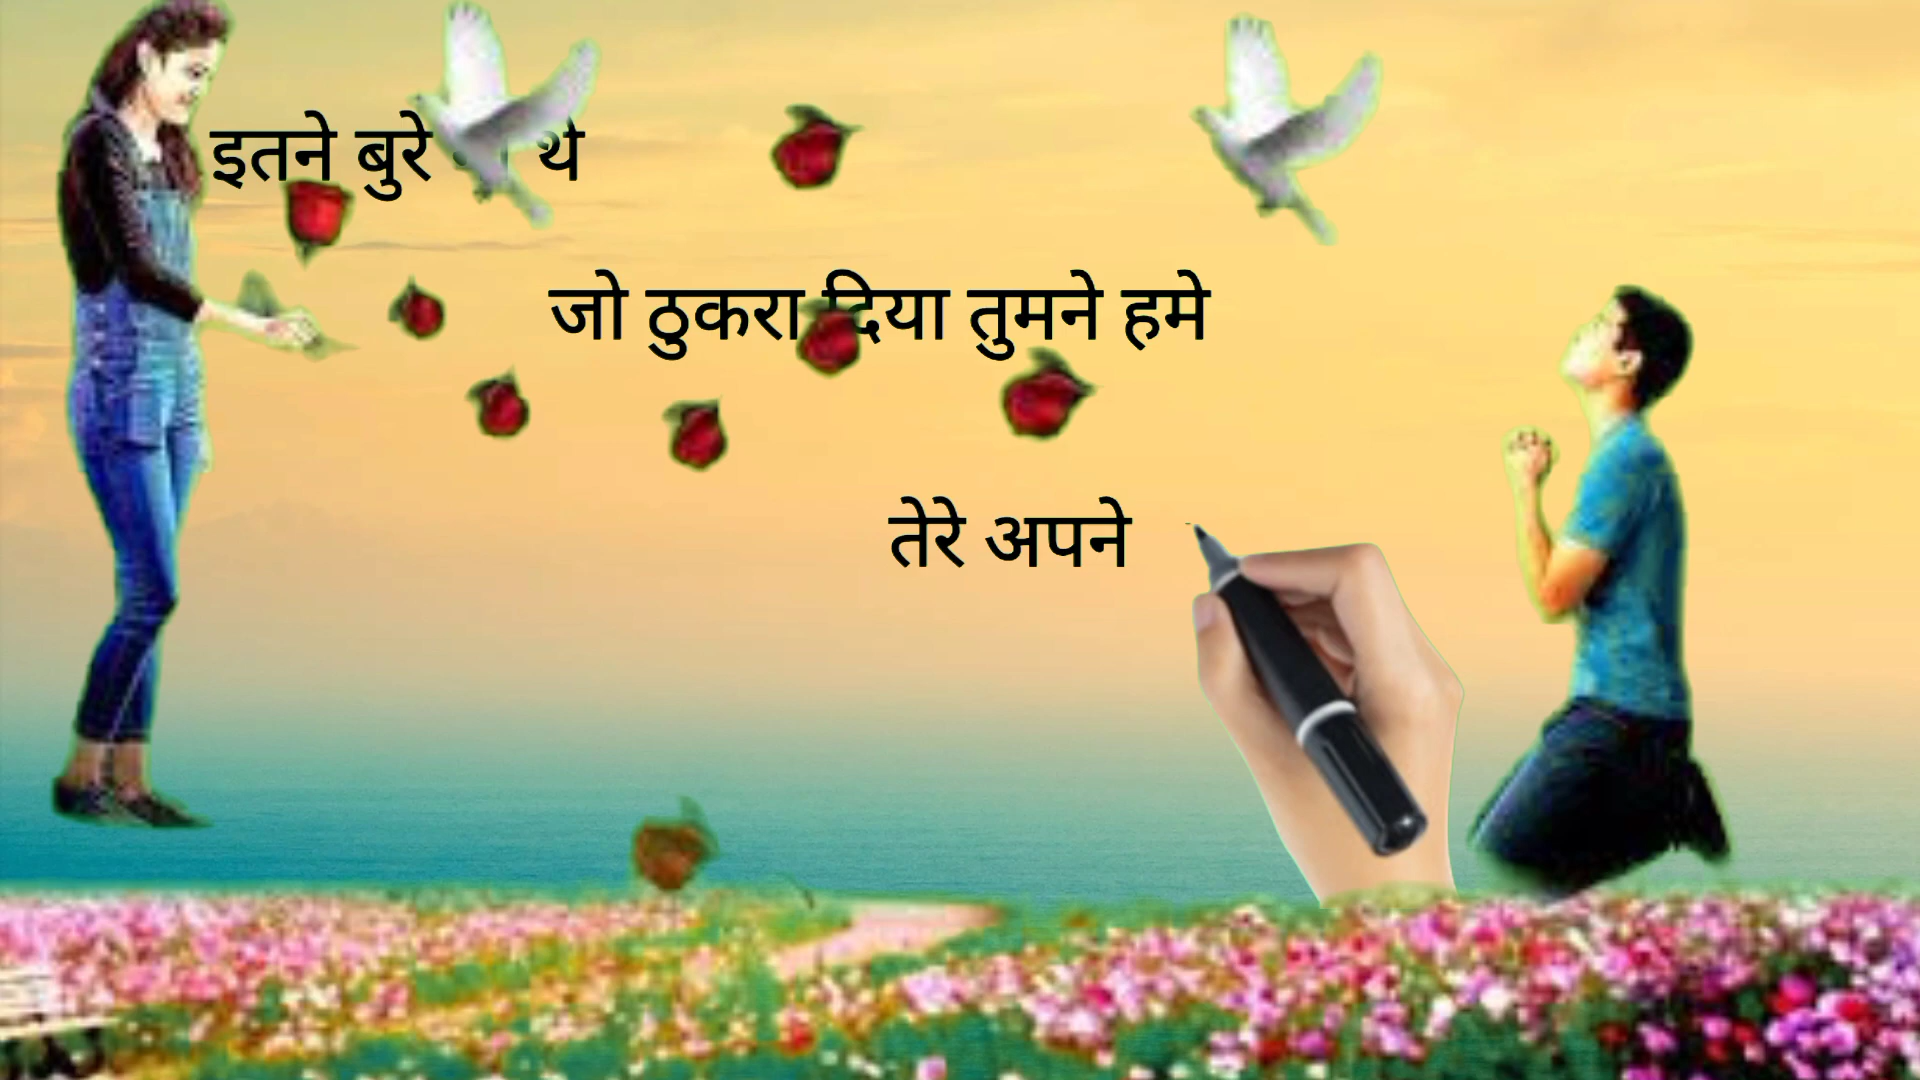 इतने बुरे थे
जो ठुकरा दिया तुमने हमे
तेरे अपने